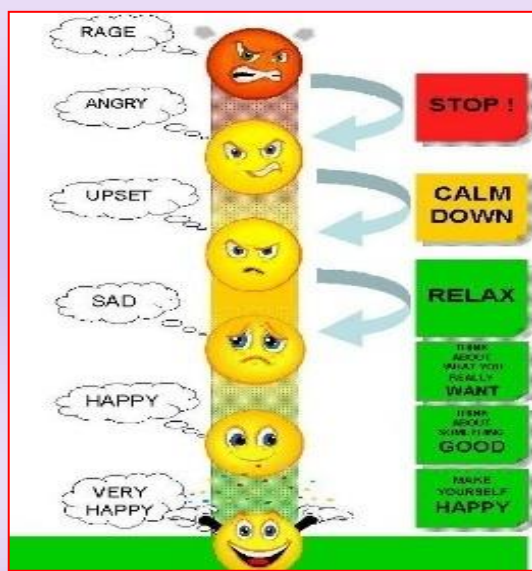 RAGE
ANGRY
UPSET
SAD
HAPPY
VERY
HAPPY
STOP !
CALM
DOWN
RELAX
THINK
ABOUT
WHAT YOU
REALLY
WANT
THINK
ABOUT
SOMETHING
GOOD
MAKE
YOURSELF
HAPPY